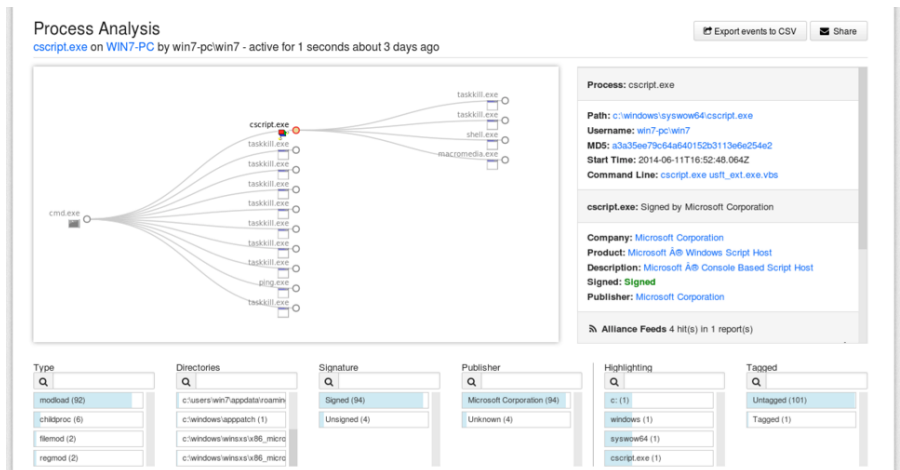 Process Analysis
cscript.exe on WIN7-PC by win7-pc\win7 - active for 1 seconds about 3 days ago
Export events to CSV
Share
taskkill.exe
taskkill.exe
shell.exe
macromedia.exe
cscript.exe
taskkill.exe
taskkill.exe
taskkill.exe
taskkill.exe
taskkill.exe
taskkill.exe
taskkill.exe
ping.exe
taskkill.exe
cmd.exe
Process: cscript.exe
Path: c:\windows\syswow64\cscript.exe
Username: win7-pc\win7
MD5: a3a35ee79c64a640152b3113e6e254e2
Start Time: 2014-06-11T16:52:48.064Z
Command Line: cscript.exe usft_ext.exe.vbs
cscript.exe: Signed by Microsoft Corporation
Company: Microsoft Corporation
Product: Microsoft Â® Windows Script Host
Description: Microsoft Â® Console Based Script Host
Signed: Signed
Publisher: Microsoft Corporation
Alliance Feeds 4 hit(s) in 1 report(s)
Type
modload (92)
childproc (6)
filemod (2)
regmod (2)
Directories
c:\users\win7\appdata\roamin
c:\windows\apppatch (1)
c:\windows\winsxs\x86_micro
c:\windows\winsxs\x86_micro
Signature
Signed (94)
Unsigned (4)
Publisher
Microsoft Corporation (94)
Unknown (4)
Highlighting
c: (1)
windows (1)
syswow64 (1)
cscript.exe (1)
Tagged
Untagged (101)
Tagged (1)